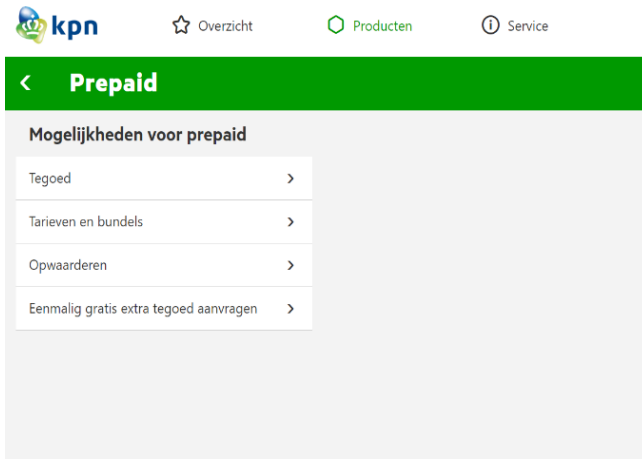 kpn
Overzicht
Producten
Service
Prepaid
Mogelijkheden voor prepaid
Tegoed
Tarieven en bundels
Opwaarderen
Eenmalig gratis extra tegoed aanvragen